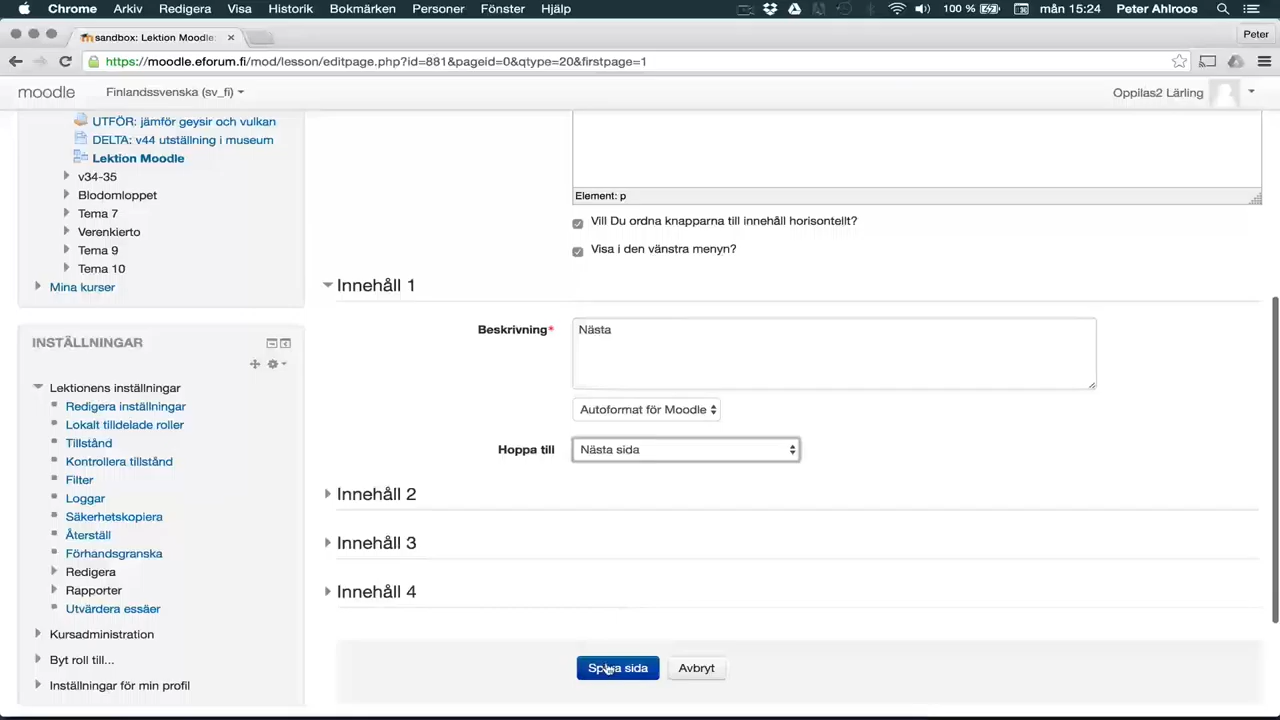 Chrome Arkiv Redigera Visa Historik Bokmärken Personer Fönster Hjälp 100 % mån 15:24 Peter Ahlroos
sandbox: Lektion Moodle: Peter
https://moodle.eforum.fi/mod/lesson/editpage.php?id=881&pageid=0&qtype=20&firstpage=1
moodle Finlandssvenska (sv_fi) Oppilas2 Lärling
UTFÖR: jämför geysir och vulkan
DELTA: v44 utställning i museum
Lektion Moodle
v34-35
Blodomloppet
Tema 7
Verenkierto
Tema 9
Tema 10
Mina kurser
INSTÄLLNINGAR
Lektionens inställningar
Redigera inställningar
Lokalt tilldelade roller
Tillstånd
Kontrollera tillstånd
Filter
Loggar
Säkerhetskopiera
Återställ
Förhandsgranska
Redigera
Rapporter
Utvärdera essäer
Kursadministration
Byt roll till...
Inställningar för min profil
Element: p
Vill Du ordna knapparna till innehåll horisontellt?
Visa i den vänstra menyn?
Innehåll 1
Beskrivning*
Nästa
Autoformat för Moodle
Hoppa till Nästa sida
Innehåll 2
Innehåll 3
Innehåll 4
Spara sida Avbryt